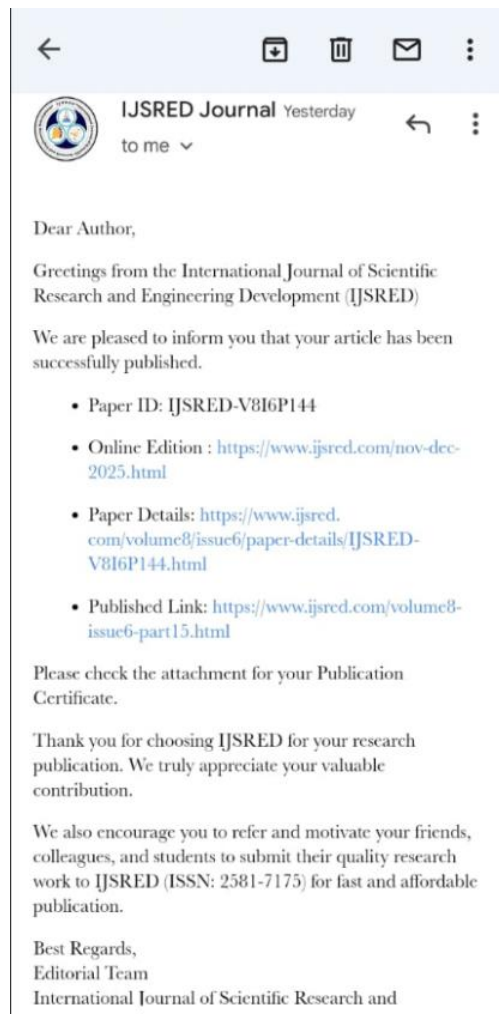 IJSRED Journal Yesterday
to me
Dear Author,
Greetings from the International Journal of Scientific
Research and Engineering Development (IJSRED)
We are pleased to inform you that your article has been
successfully published.
• Paper ID: IJSRED-V8I6P144
• Online Edition : https://www.ijsred.com/nov-dec-
2025.html
• Paper Details: https://www.ijsred.
com/volume8/issue6/paper-details/IJSRED-
V8I6P144.html
• Published Link: https://www.ijsred.com/volume8-
issue6-part15.html
Please check the attachment for your Publication
Certificate.
Thank you for choosing IJSRED for your research
publication. We truly appreciate your valuable
contribution.
We also encourage you to refer and motivate your friends,
colleagues, and students to submit their quality research
work to IJSRED (ISSN: 2581-7175) for fast and affordable
publication.
Best Regards,
Editorial Team
International Journal of Scientific Research and